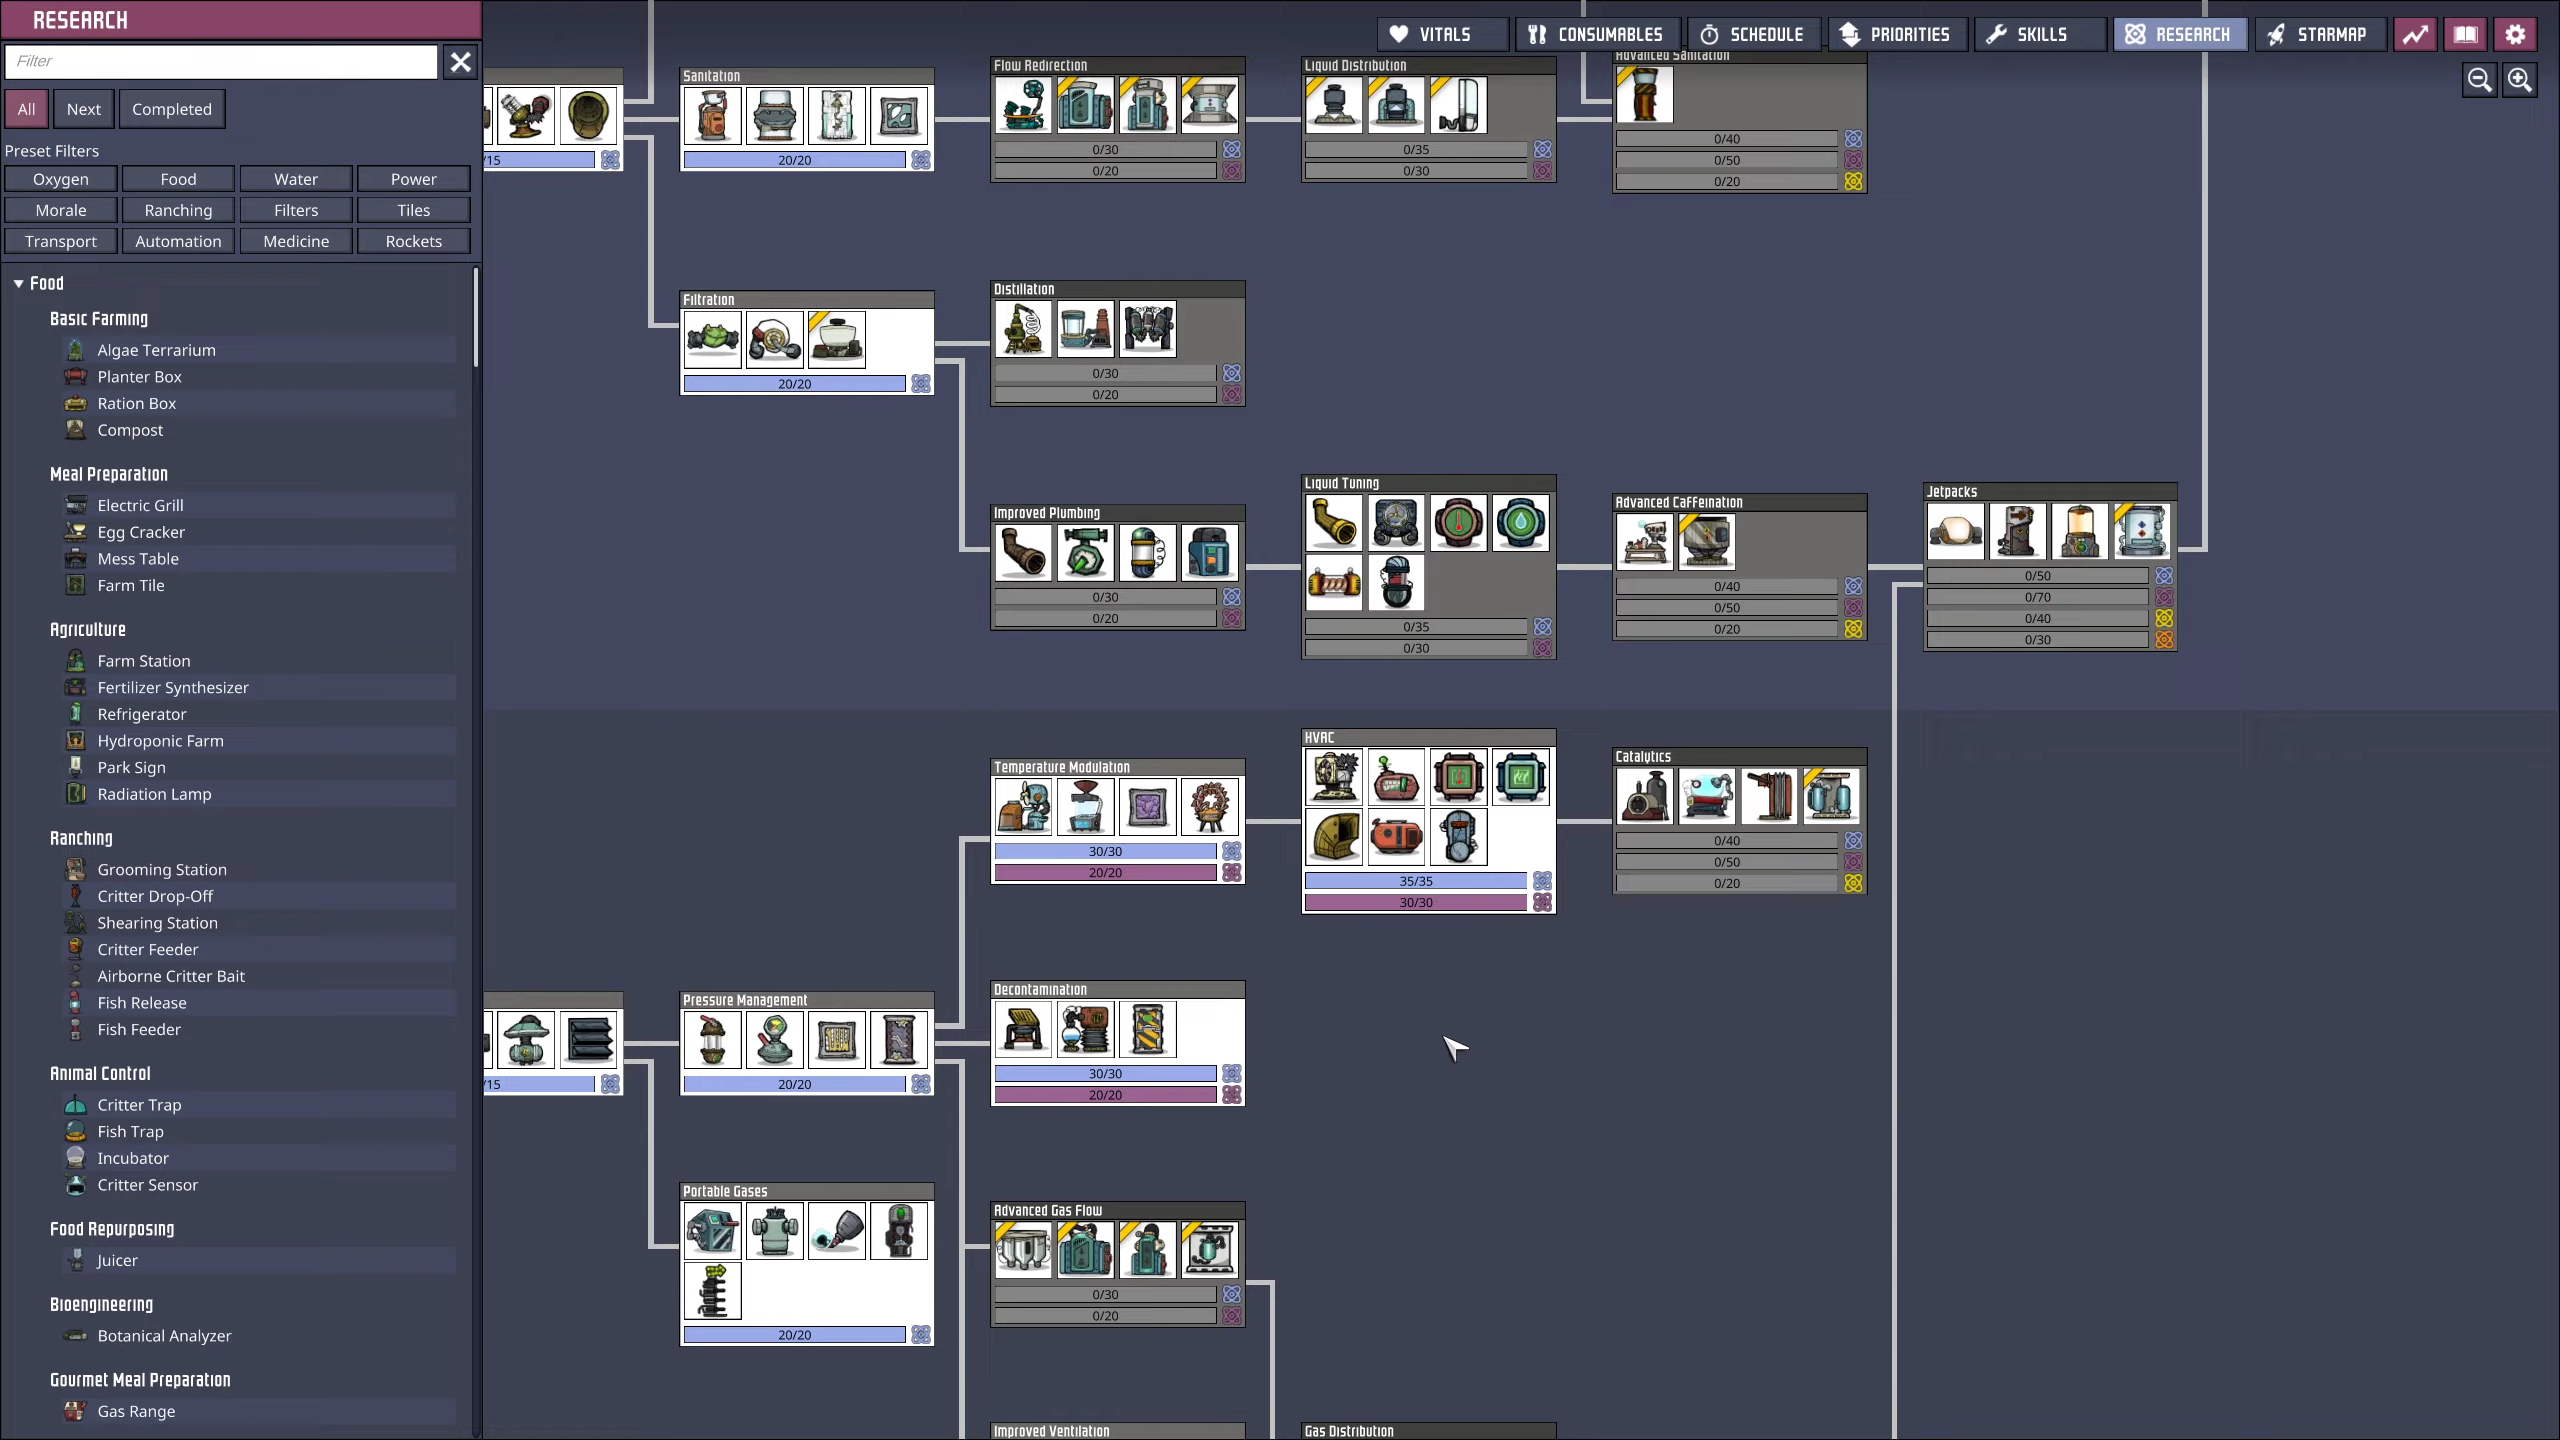 RESEARCH
VITALS
CONSUMABLES
SCHEDULE
PRIORITIES
SKILLS
RESEARCH
STARMAP
Filter
All
Next
Completed
Preset Filters
Oxygen
Food
Water
Power
Morale
Ranching
Filters
Tiles
Transport
Automation
Medicine
Rockets
Food
Basic Farming
Algae Terrarium
Planter Box
Ration Box
Compost
Meal Preparation
Electric Grill
Egg Cracker
Mess Table
Farm Tile
Agriculture
Farm Station
Fertilizer Synthesizer
Refrigerator
Hydroponic Farm
Park Sign
Radiation Lamp
Ranching
Grooming Station
Critter Drop-Off
Shearing Station
Critter Feeder
Airborne Critter Bait
Fish Release
Fish Feeder
Animal Control
Critter Trap
Fish Trap
Incubator
Critter Sensor
Food Repurposing
Juicer
Bioengineering
Botanical Analyzer
Gourmet Meal Preparation
Gas Range
/15
Sanitation
20/20
Flow Redirection
0/30
0/20
Liquid Distribution
0/35
0/30
Advanced Sanitation
0/40
0/50
0/20
Filtration
20/20
Distillation
0/30
0/20
Improved Plumbing
0/30
0/20
Liquid Tuning
0/35
0/30
Advanced Caffeination
0/40
0/50
0/20
Jetpacks
0/50
0/70
0/40
0/30
Temperature Modulation
30/30
20/20
HVAC
35/35
30/30
Catalytics
0/40
0/50
0/20
/15
Pressure Management
20/20
Decontamination
30/30
20/20
Portable Gases
20/20
Advanced Gas Flow
0/30
0/20
Improved Ventilation
Gas Distribution